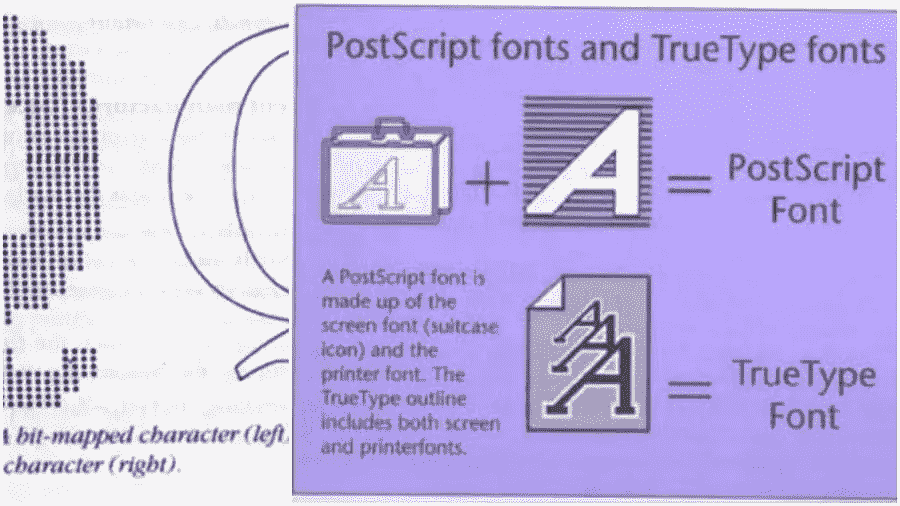 A bit-mapped character (left,
character (right).
PostScript fonts and TrueType fonts
A
+
A
=
PostScript
Font
A PostScript font is
made up of the
screen font (suitcase
icon) and the
printer font. The
TrueType outline
includes both screen
and printerfonts.
A
A
A
=
TrueType
Font